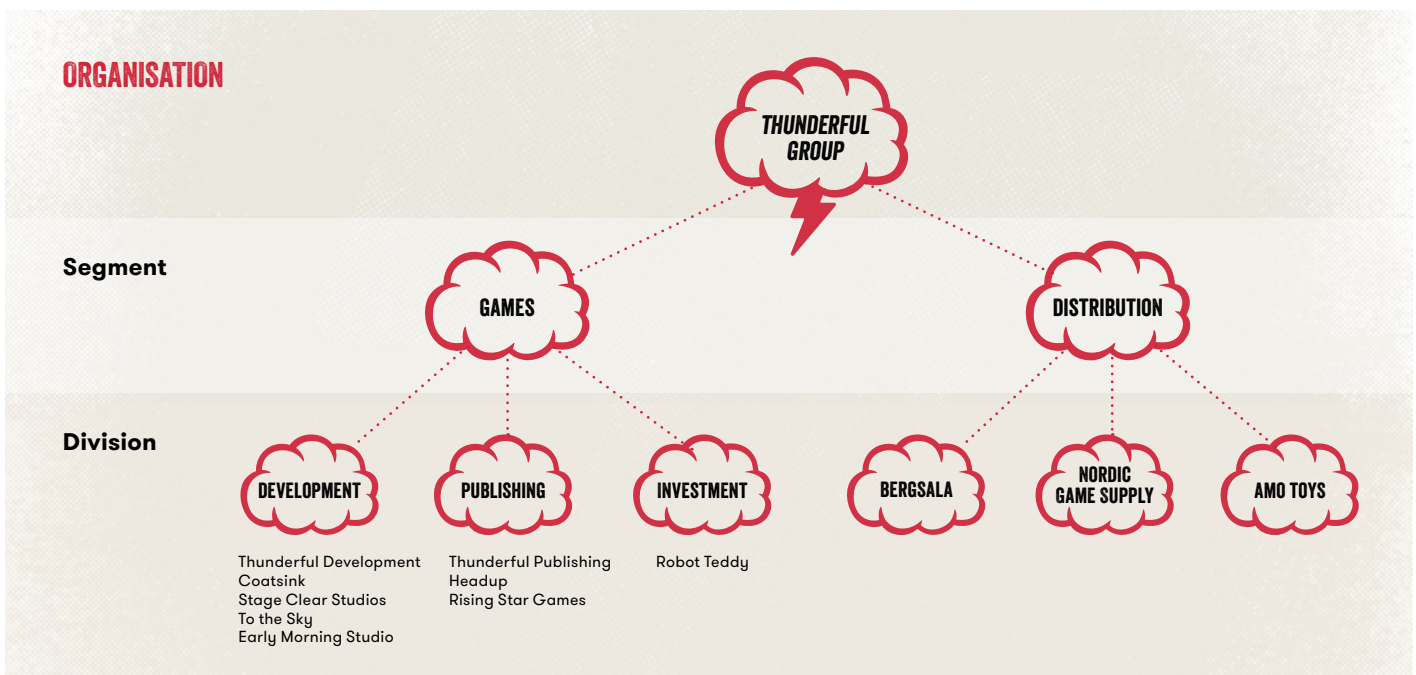 ORGANISATION
THUNDERFUL
GROUP
Segment
GAMES
DISTRIBUTION
Division
DEVELOPMENT
PUBLISHING
INVESTMENT
BERGSALA
NORDIC
GAME SUPPLY
AMO TOYS
Thunderful Development
Coatsink
Stage Clear Studios
To the Sky
Early Morning Studio
Thunderful Publishing
Headup
Rising Star Games
Robot Teddy